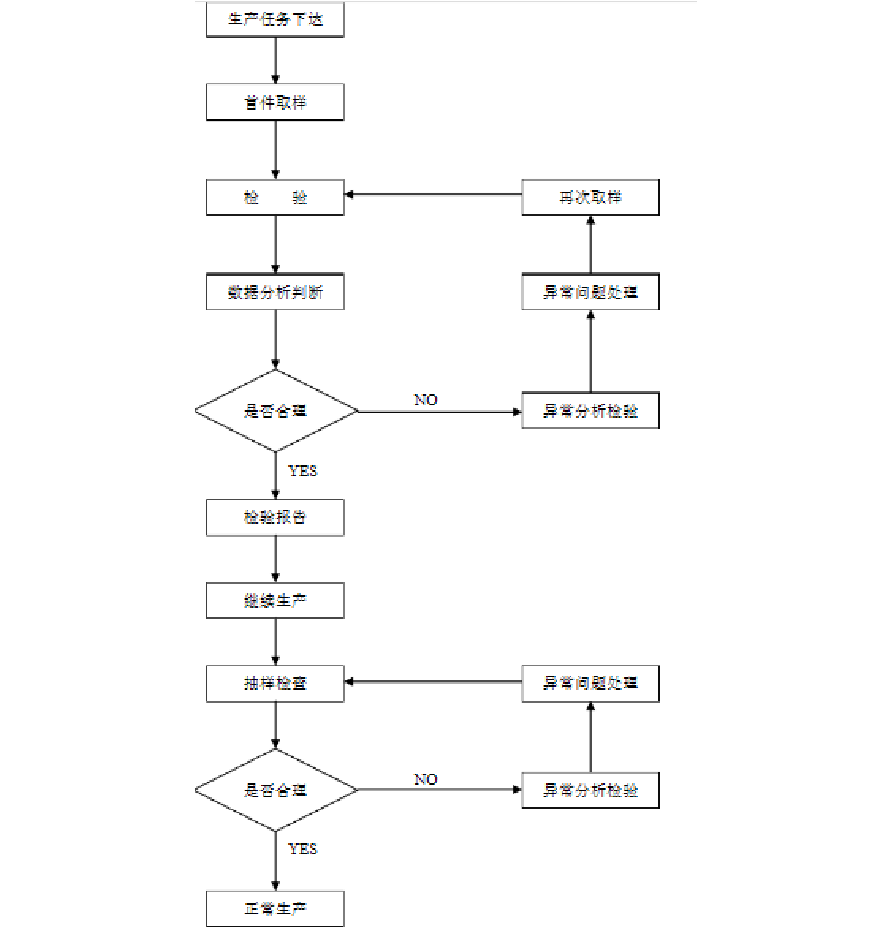 生产任务下达
首件取样
检 验
再次取样
数据分析判断
异常问题处理
是否合理
NO
异常分析检验
YES
检验报告
继续生产
抽样检查
异常问题处理
是否合理
NO
异常分析检验
YES
正常生产